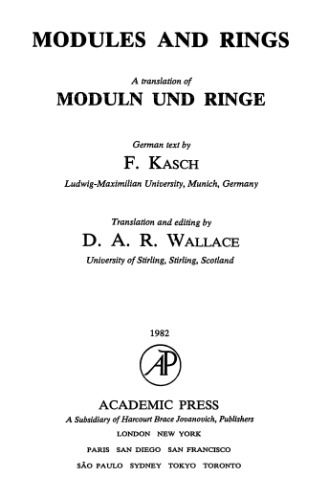 MODULES AND RINGS
A translation of
MODULN UND RINGE
German text by
F. KASCH
Ludwig-Maximilian University, Munich, Germany
Translation and editing by
D. A. R. WALLACE
University of Stirling, Stirling, Scotland
1982
AP
ACADEMIC PRESS
A Subsidiary of Harcourt Brace Jovanovich, Publishers
LONDON NEW YORK
PARIS SAN DIEGO SAN FRANCISCO
SÃO PAULO SYDNEY TOKYO TORONTO